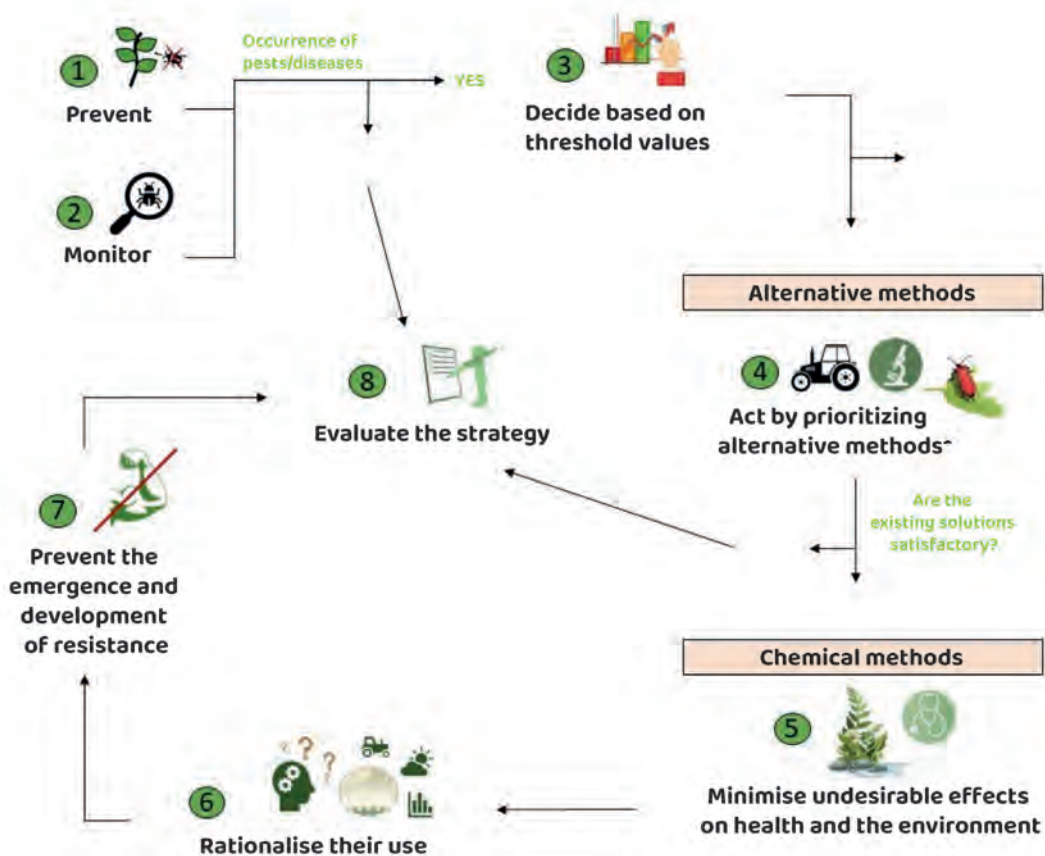 1
Prevent
Occurrence of
pests/diseases
YES
3
Decide based on
threshold values
2
Monitor
Alternative methods
4
Act by prioritizing
alternative methods*
8
Evaluate the strategy
Are the
existing solutions
satisfactory?
7
Prevent the
emergence and
development
of resistance
Chemical methods
5
Minimise undesirable effects
on health and the environment
6
? ? ?
Rationalise their use